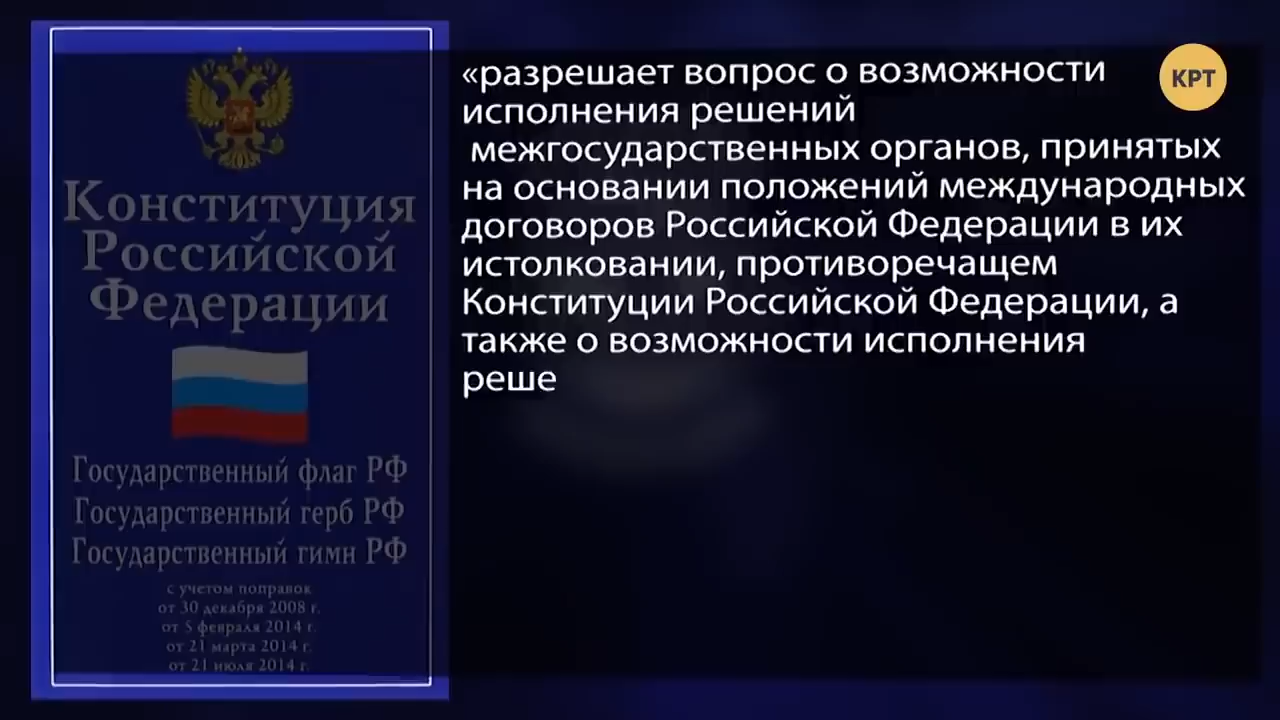 Конституция
Российской
Федерации
Государственный флаг РФ
Государственный герб РФ
Государственный гимн РФ
с учетом поправок
от 30 декабря 2008 г.
от 5 февраля 2014 г.
от 21 марта 2014 г.
от 21 июля 2014 г.
«разрешает вопрос о возможности
исполнения решений
межгосударственных органов, принятых
на основании положений международных
договоров Российской Федерации в их
истолковании, противоречащем
Конституции Российской Федерации, а
также о возможности исполнения
реше
КРТ